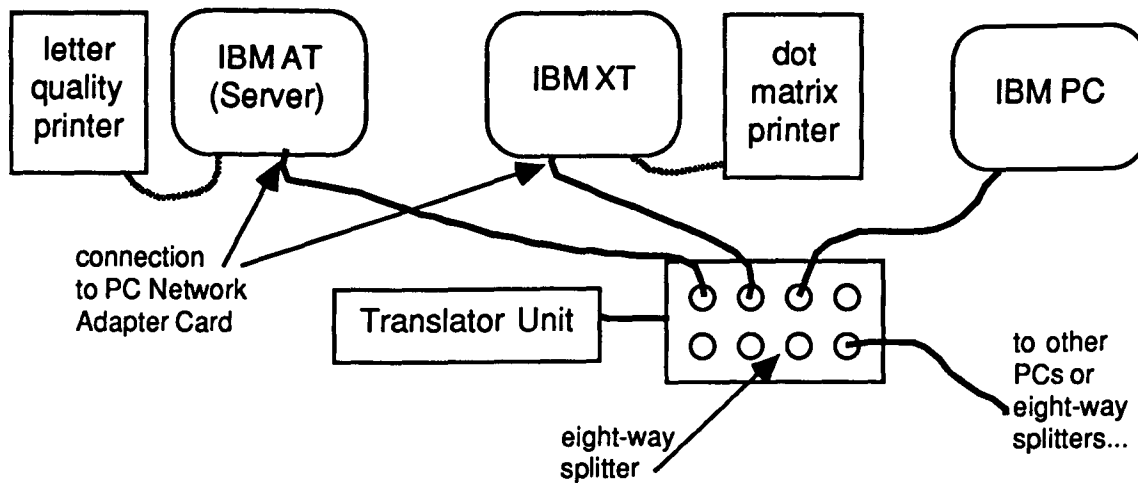 letter
quality
printer
IBM AT
(Server)
IBM XT
dot
matrix
printer
IBM PC
connection
to PC Network
Adapter Card
Translator Unit
eight-way
splitter
to other
PCs or
eight-way
splitters...